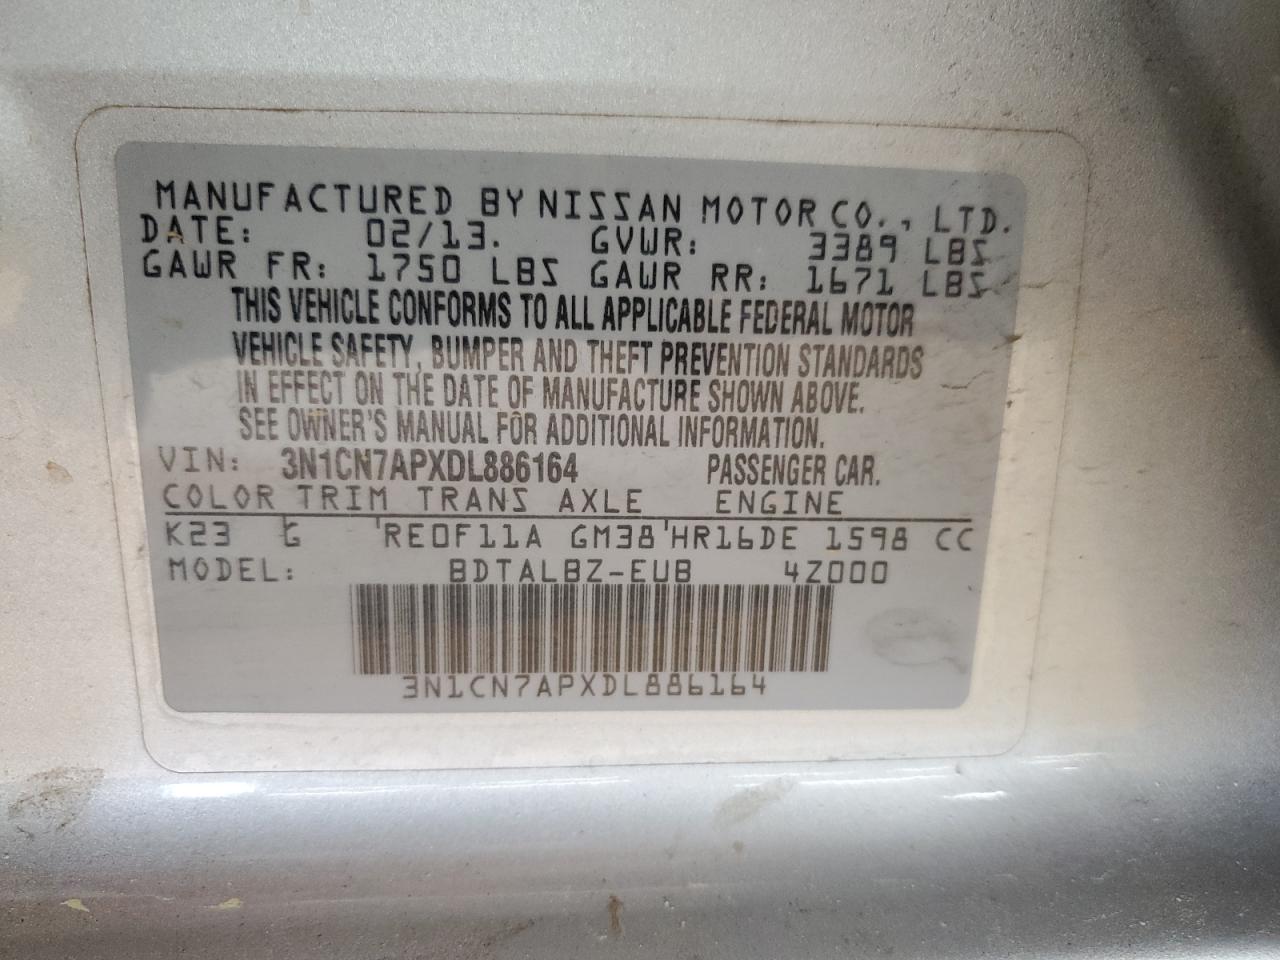 MANUFACTURED BY NISSAN MOTOR CO., LTD.
DATE: 02/13. GVWR: 3389 LBS
GAWR FR: 1750 LBS GAWR RR: 1671 LBS
THIS VEHICLE CONFORMS TO ALL APPLICABLE FEDERAL MOTOR
VEHICLE SAFETY, BUMPER AND THEFT PREVENTION STANDARDS
IN EFFECT ON THE DATE OF MANUFACTURE SHOWN ABOVE.
SEE OWNER'S MANUAL FOR ADDITIONAL INFORMATION.
VIN: 3N1CN7APXDL886164 PASSENGER CAR.
COLOR TRIM TRANS AXLE ENGINE
K23 G RE0F11A GM38 HR16DE 1598 CC
MODEL: BDTALBZ-EUB 4Z000
3N1CN7APXDL886164